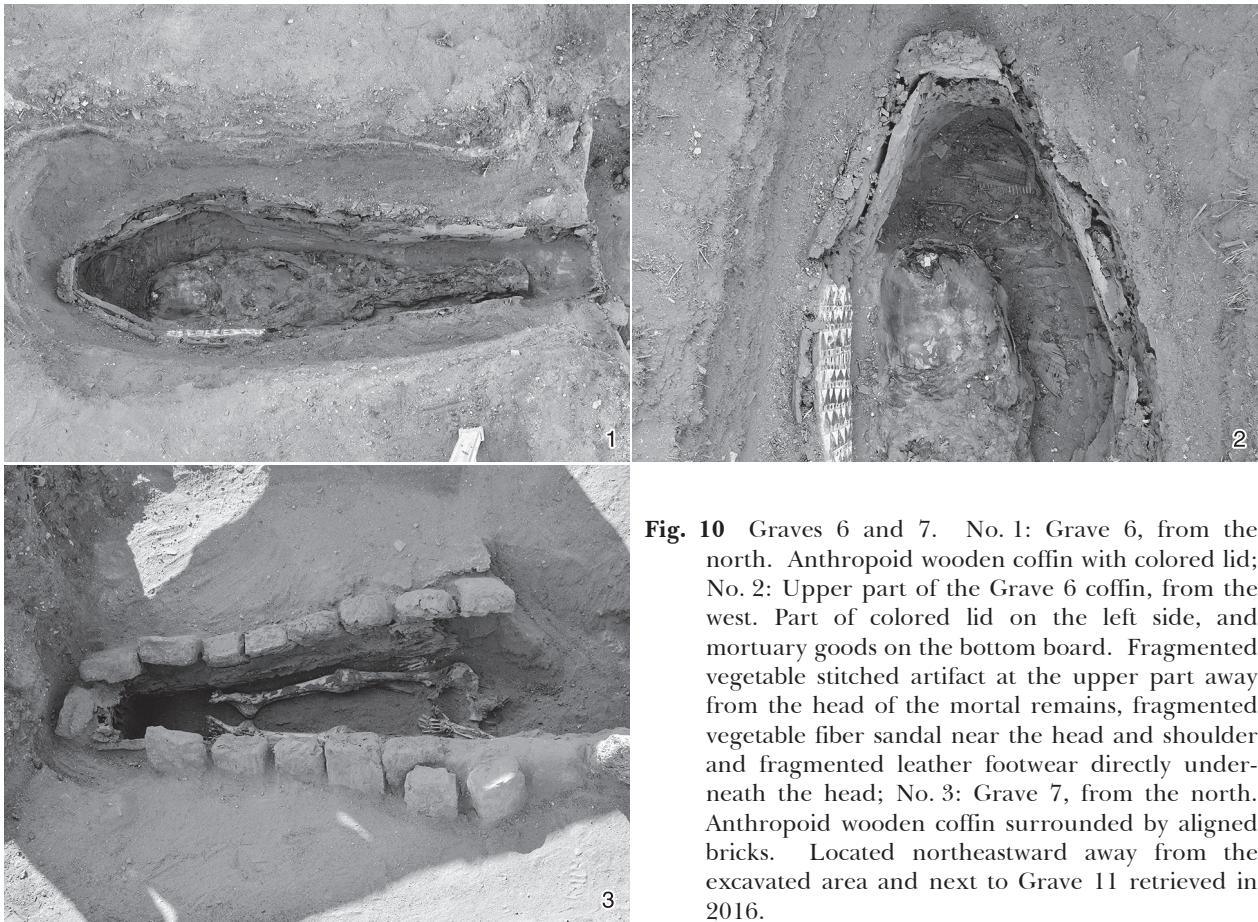 1
2
3
Fig. 10 Graves 6 and 7. No. 1: Grave 6, from the
north. Anthropoid wooden coffin with colored lid;
No. 2: Upper part of the Grave 6 coffin, from the
west. Part of colored lid on the left side, and
mortuary goods on the bottom board. Fragmented
vegetable stitched artifact at the upper part away
from the head of the mortal remains, fragmented
vegetable fiber sandal near the head and shoulder
and fragmented leather footwear directly under-
neath the head; No. 3: Grave 7, from the north.
Anthropoid wooden coffin surrounded by aligned
bricks. Located northeastward away from the
excavated area and next to Grave 11 retrieved in
2016.